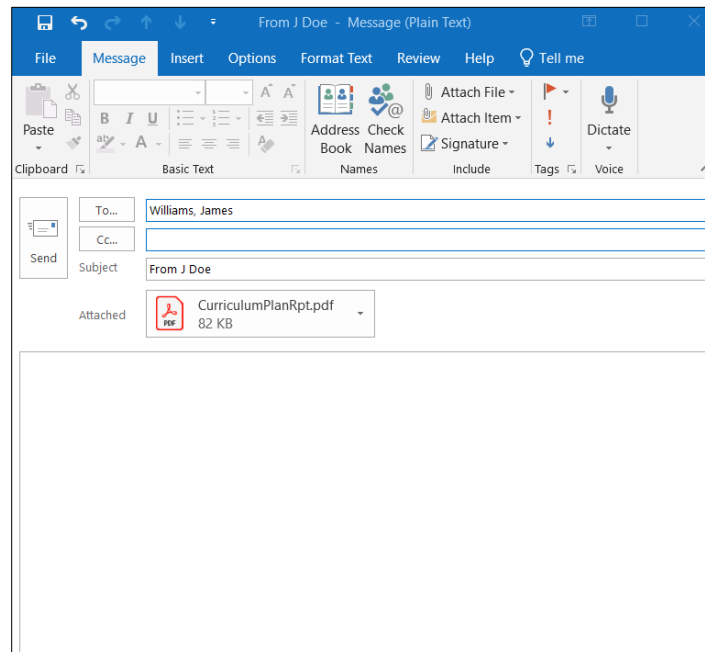 From J Doe - Message (Plain Text)
File Message Insert Options Format Text Review Help Tell me
Paste
Clipboard
B I U
aby A
A A
Basic Text
Address Book
Check Names
@
Names
Attach File
Attach Item
Signature
Include
!
Tags
Dictate
Voice
Send
To... Williams, James
Cc...
Subject From J Doe
Attached PDF CurriculumPlanRpt.pdf
82 KB